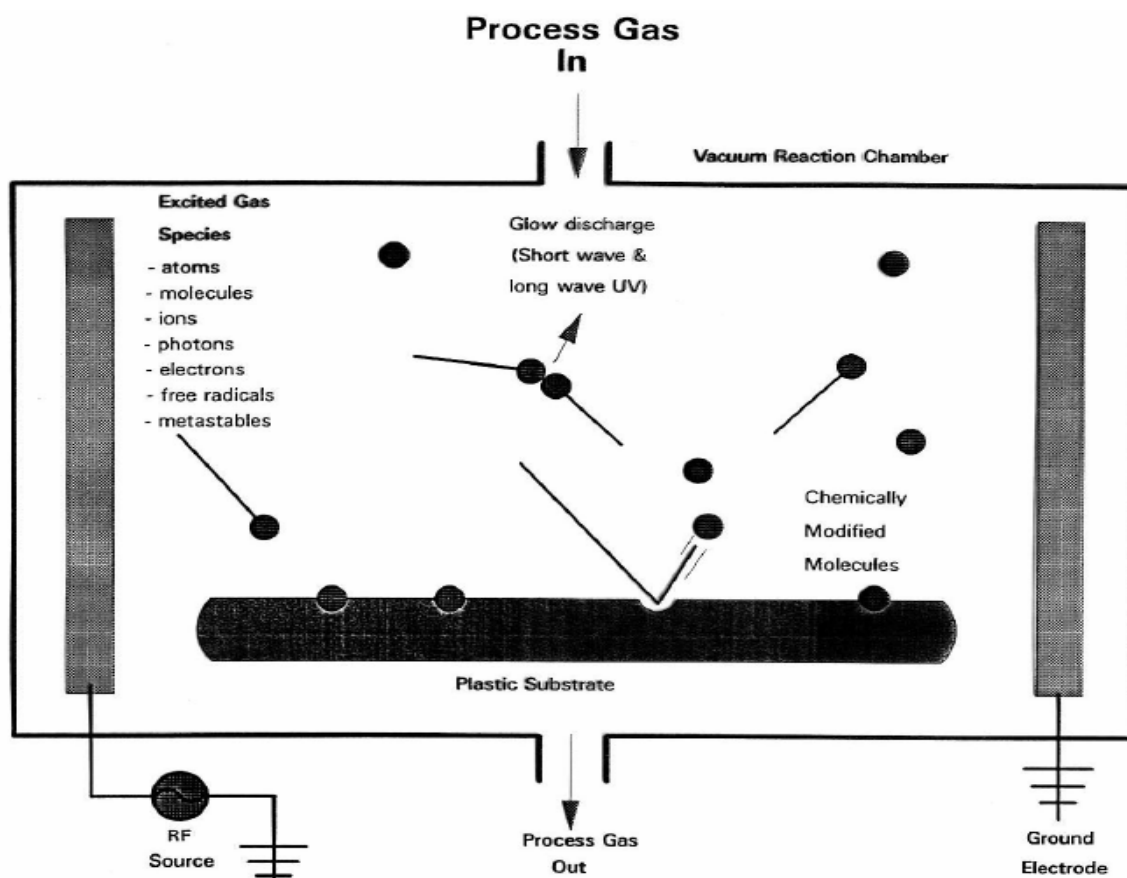 Process Gas
In
Vacuum Reaction Chamber
Excited Gas
Species
- atoms
- molecules
- ions
- photons
- electrons
- free radicals
- metastables
Glow discharge
(Short wave &
long wave UV)
Chemically
Modified
Molecules
Plastic Substrate
RF
Source
Process Gas
Out
Ground
Electrode